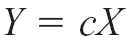 Y = cX